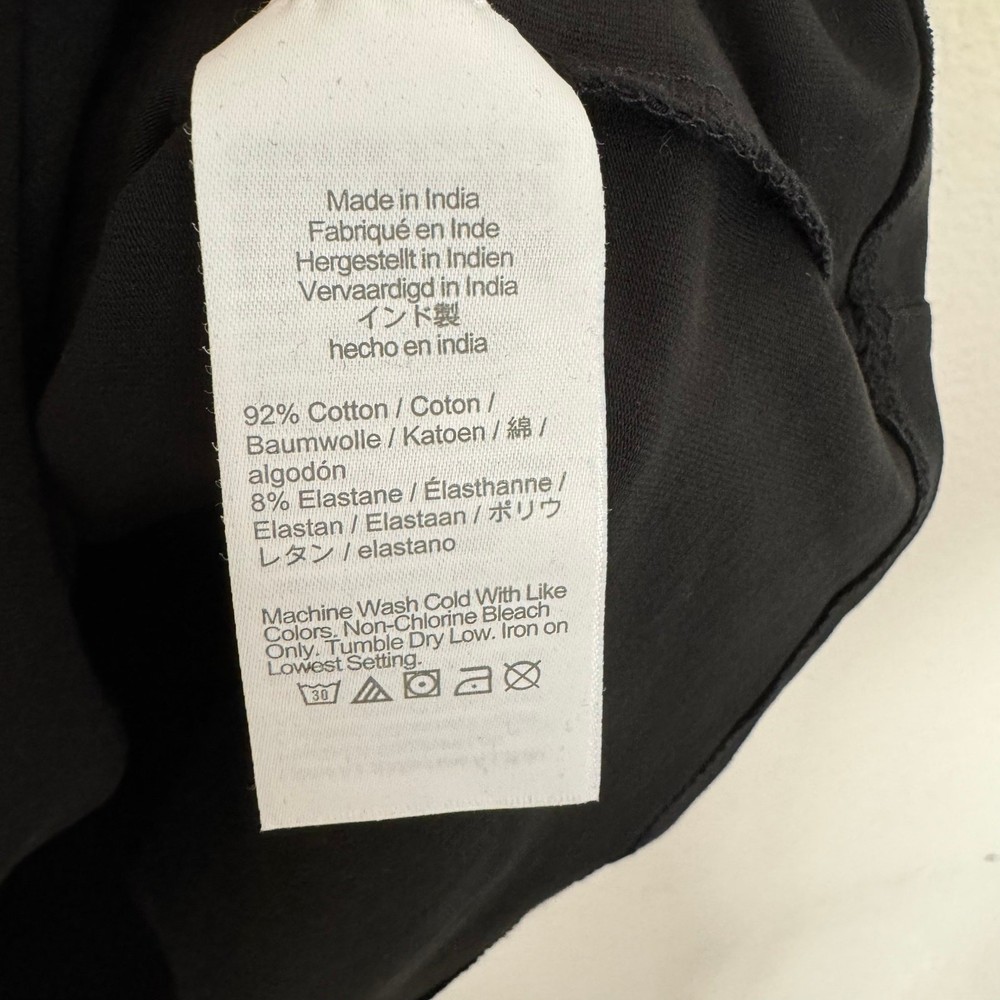 Made in India
Fabriqué en Inde
Hergestellt in Indien
Vervaardigd in India
インド製
hecho en india
92% Cotton / Coton /
Baumwolle / Katoen / 綿 /
algodón
8% Elastane / Élasthanne /
Elastan / Elastaan / ポリウ
レタン / elastano
Machine Wash Cold With Like
Colors. Non-Chlorine Bleach
Only. Tumble Dry Low. Iron on
Lowest Setting.
30